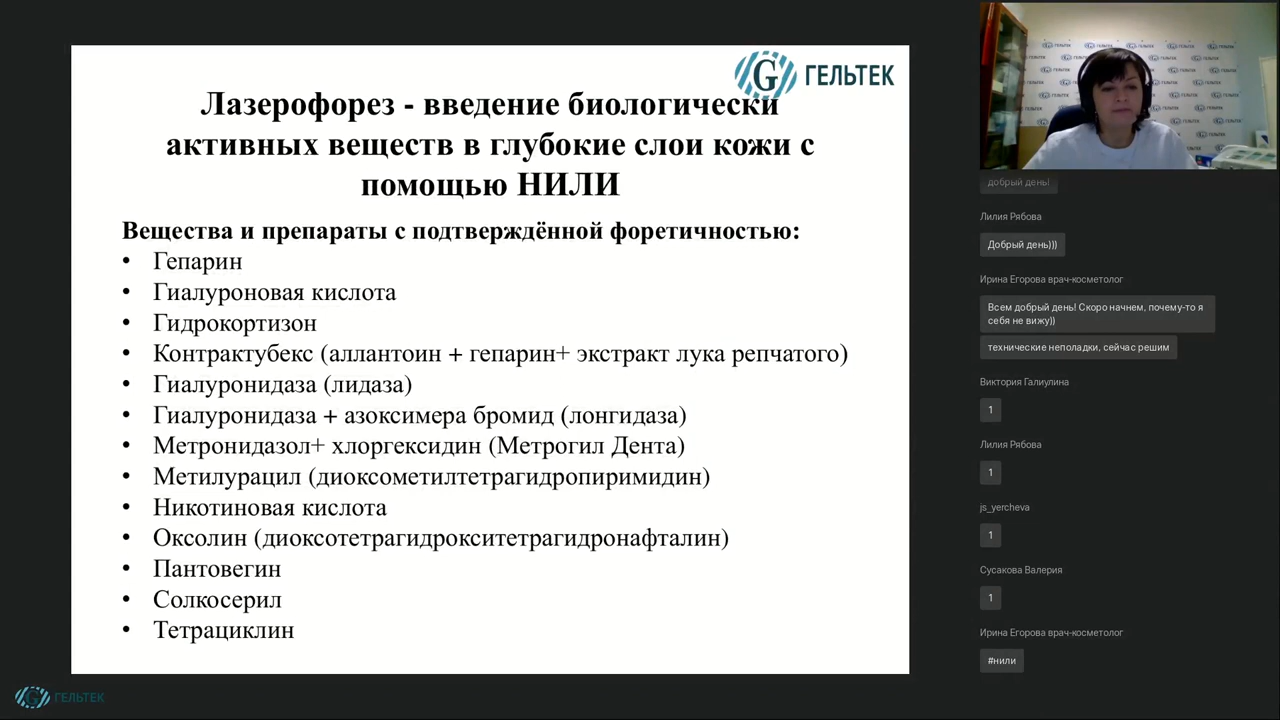 ГЕЛЬТЕК
Лазерофорез - введение биологически
активных веществ в глубокие слои кожи с
помощью НИЛИ
Вещества и препараты с подтверждённой форетичностью:
• Гепарин
• Гиалуроновая кислота
• Гидрокортизон
• Контрактубекс (аллантоин + гепарин+ экстракт лука репчатого)
• Гиалуронидаза (лидаза)
• Гиалуронидаза + азоксимера бромид (лонгидаза)
• Метронидазол+ хлоргексидин (Метрогил Дента)
• Метилурацил (диоксометилтетрагидропиримидин)
• Никотиновая кислота
• Оксолин (диоксотетрагидрокситетрагидронафталин)
• Пантовегин
• Солкосерил
• Тетрациклин
добрый день!
Лилия Рябова
Добрый день)))
Ирина Егорова врач-косметолог
Всем добрый день! Скоро начнем, почему-то я
себя не вижу))
технические неполадки, сейчас решим
Виктория Галиулина
1
Лилия Рябова
1
js_yercheva
1
Сусакова Валерия
1
Ирина Егорова врач-косметолог
#нили
ГЕЛЬТЕК